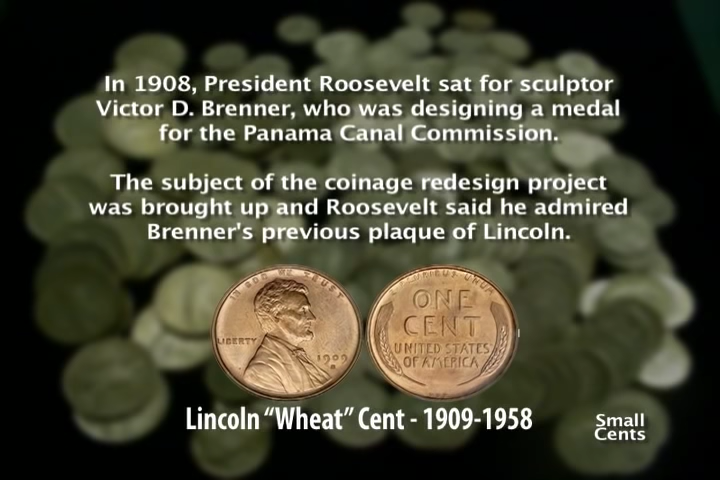 In 1908, President Roosevelt sat for sculptor
Victor D. Brenner, who was designing a medal
for the Panama Canal Commission.
The subject of the coinage redesign project
was brought up and Roosevelt said he admired
Brenner's previous plaque of Lincoln.
IN GOD WE TRUST
LIBERTY
1909
S
E PLURIBUS UNUM
ONE
CENT
UNITED STATES
OF AMERICA
Lincoln “Wheat” Cent - 1909-1958
Small
Cents